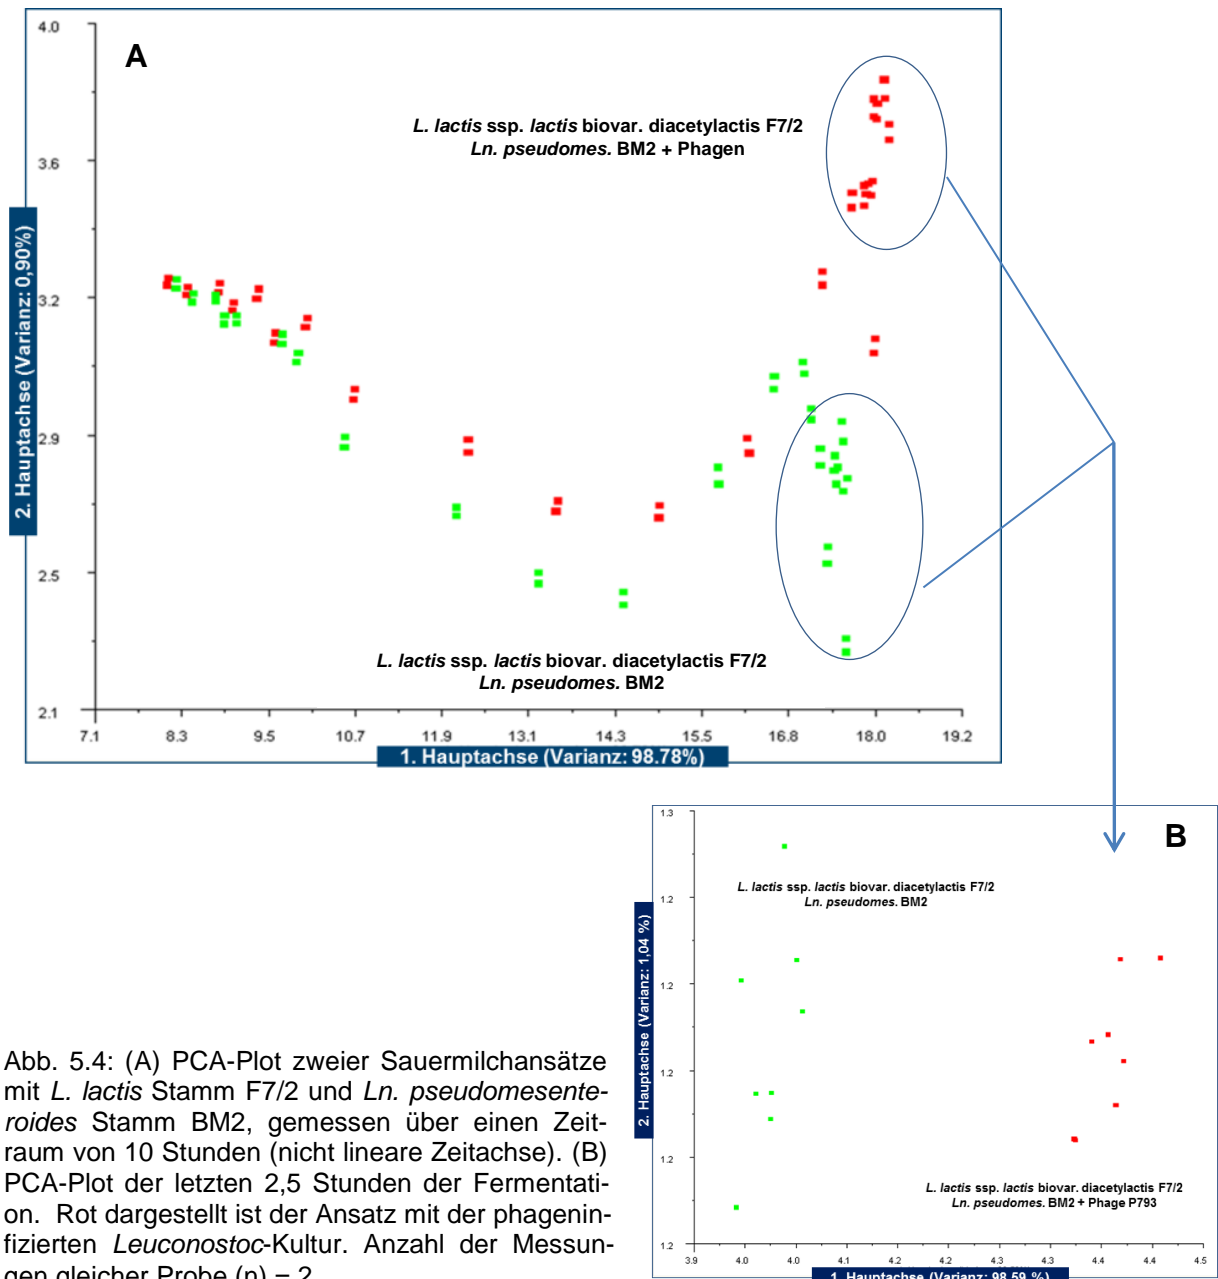 A
4.0
3.6
3.2
2.9
2.5
2.1
2. Hauptachse (Varianz: 0,90%)
L. lactis ssp. lactis biovar. diacetylactis F7/2
Ln. pseudomes. BM2 + Phagen
L. lactis ssp. lactis biovar. diacetylactis F7/2
Ln. pseudomes. BM2
7.1 8.3 9.5 10.7 11.9 13.1 14.3 15.5 16.8 18.0 19.2
1. Hauptachse (Varianz: 98.78%)
B
1.3
1.2
1.2
1.2
1.2
1.2
2. Hauptachse (Varianz: 1,04 %)
L. lactis ssp. lactis biovar. diacetylactis F7/2
Ln. pseudomes. BM2
L. lactis ssp. lactis biovar. diacetylactis F7/2
Ln. pseudomes. BM2 + Phage P793
3.9 4.0 4.0 4.1 4.2 4.2 4.3 4.3 4.4 4.4 4.5
1. Hauptachse (Varianz: 98,59 %)
Abb. 5.4: (A) PCA-Plot zweier Sauermilchansätze
mit L. lactis Stamm F7/2 und Ln. pseudomesente-
roides Stamm BM2, gemessen über einen Zeit-
raum von 10 Stunden (nicht lineare Zeitachse). (B)
PCA-Plot der letzten 2,5 Stunden der Fermentati-
on. Rot dargestellt ist der Ansatz mit der phagenin-
fizierten Leuconostoc-Kultur. Anzahl der Messun-
gen gleicher Probe (n) = 2